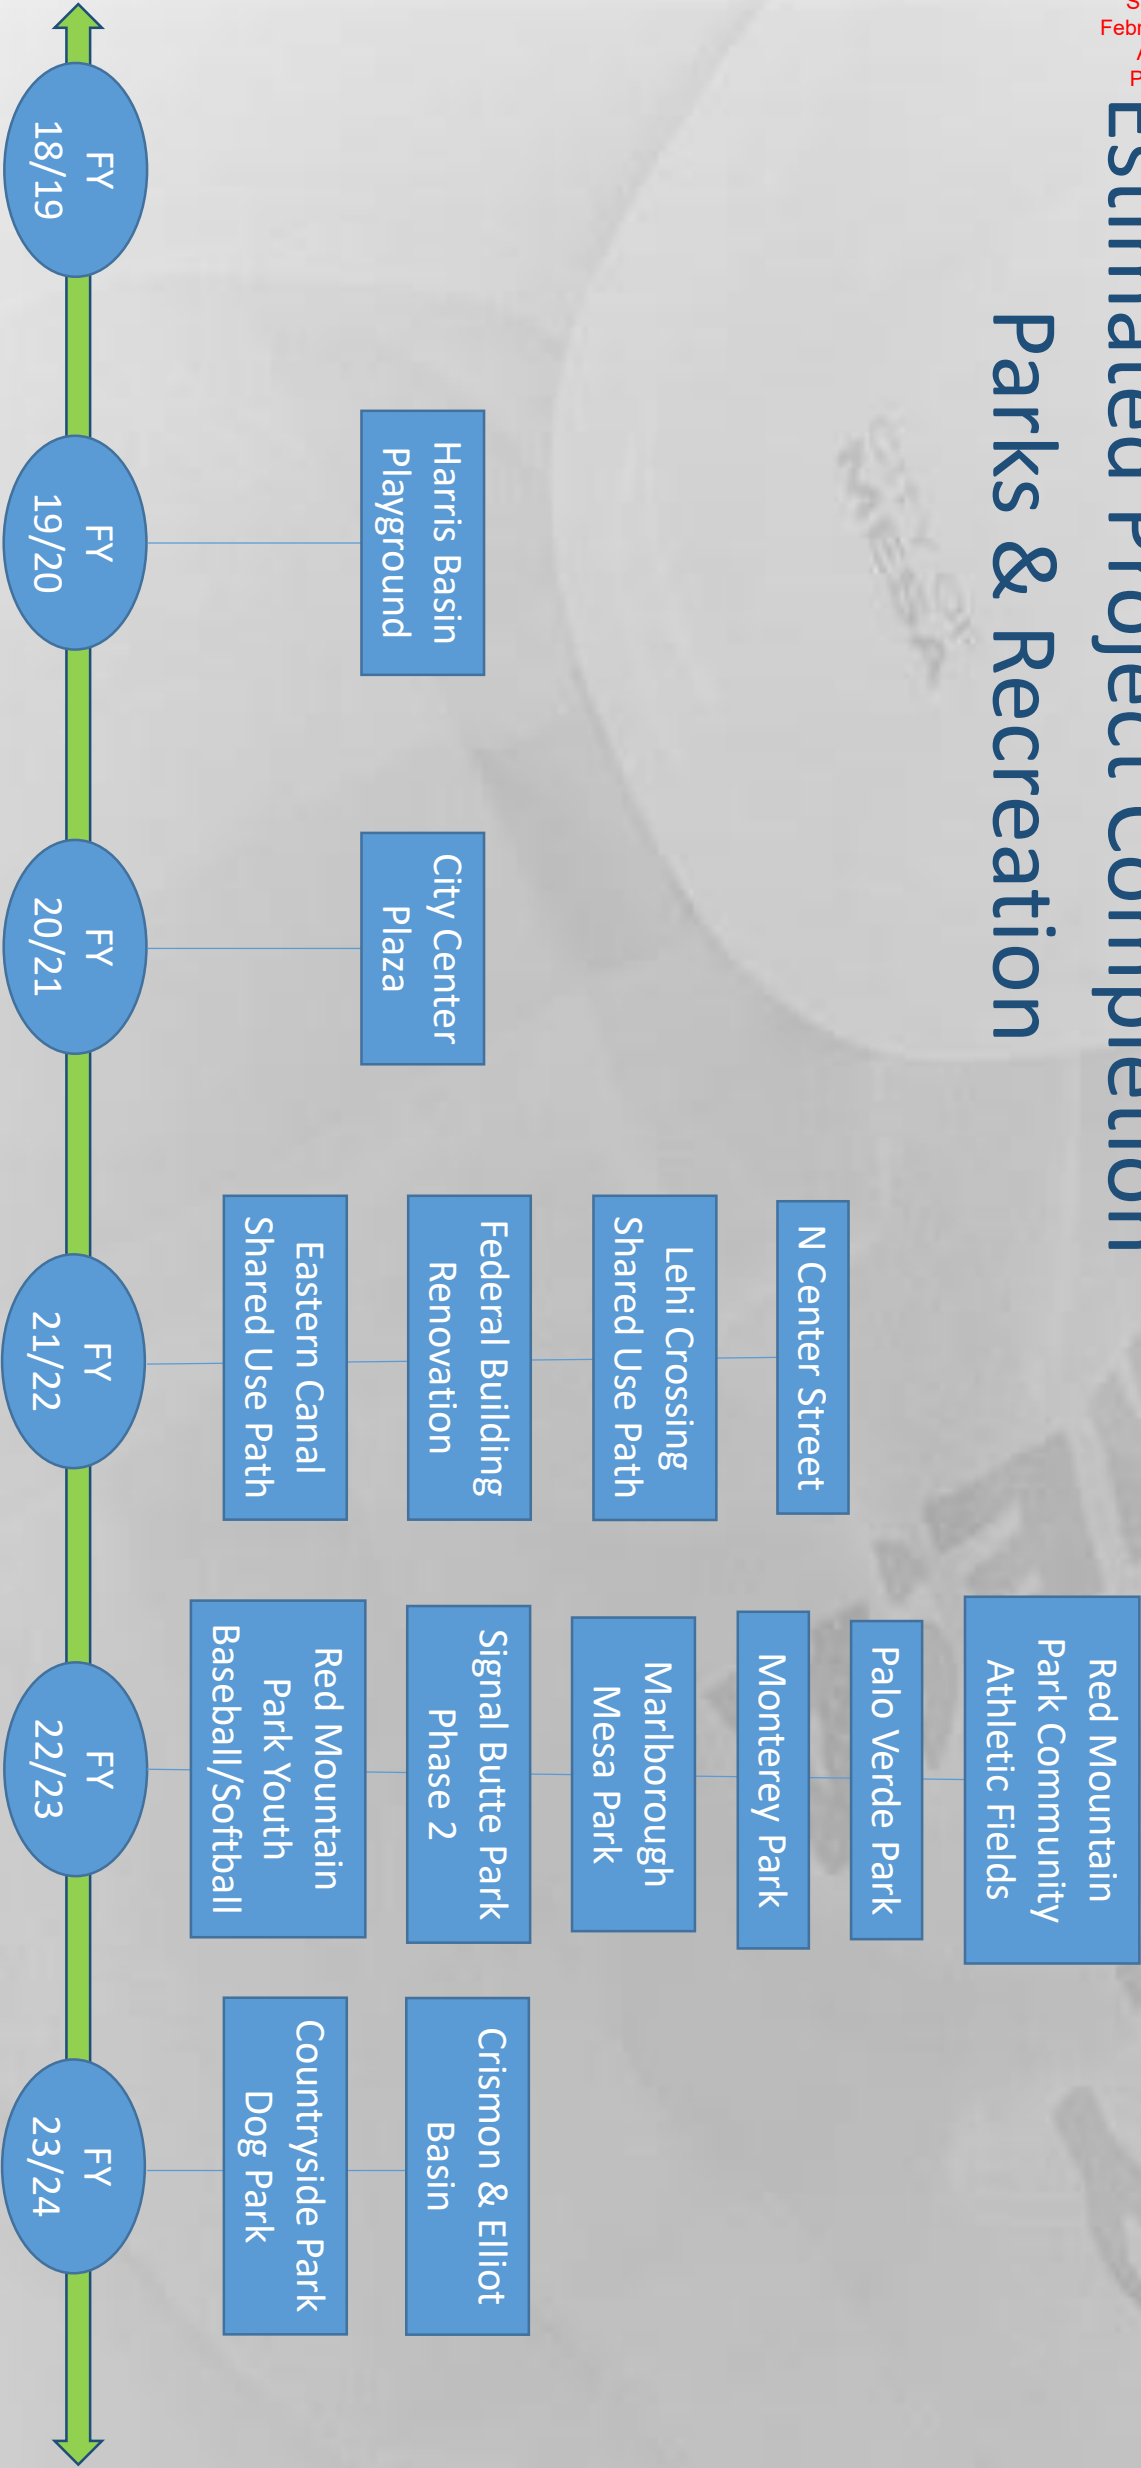 Estimated Project Completion
Parks & Recreation
Harris Basin
Playground
City Center
Plaza
N Center Street
Lehi Crossing
Shared Use Path
Federal Building
Renovation
Eastern Canal
Shared Use Path
Red Mountain
Park Community
Athletic Fields
Palo Verde Park
Monterey Park
Marlborough
Mesa Park
Signal Butte Park
Phase 2
Red Mountain
Park Youth
Baseball/Softball
Crismon & Elliot
Basin
Countryside Park
Dog Park
FY
18/19
FY
19/20
FY
20/21
FY
21/22
FY
22/23
FY
23/24